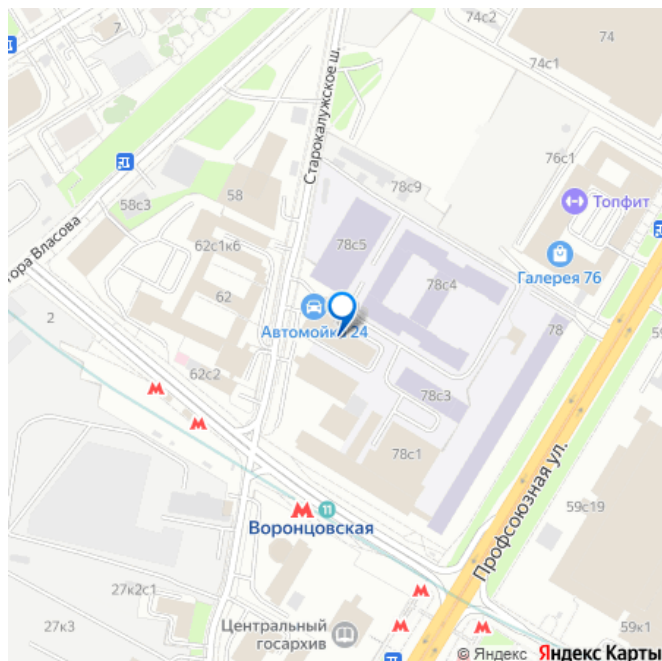 7
74с2
74
74с1
Старокалужское ш.
76с1
78с9
Топфит
58
58с3
62с1к6
78с5
Галерея 76
тора Власова
78с4
62
78
2
Автомойка 24
59
62с2
78с3
78с1
Профсоюзная ул.
11
59с19
Воронцовская
27к2с1
27к3
Центральный
госархив
59к1
© Яндекс Яндекс Карты